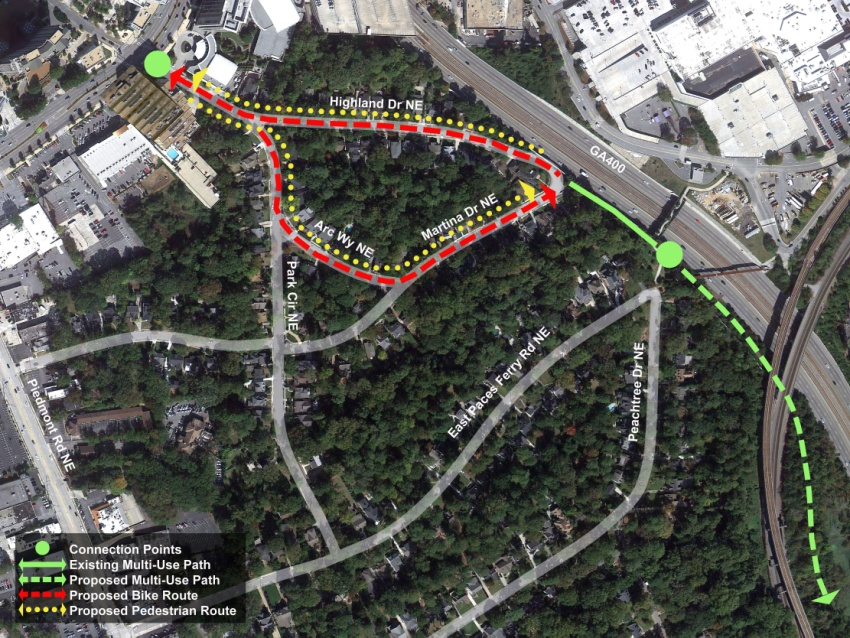 Highland Dr NE
GA400
Martina Dr NE
Arc Wy NE
Park Cir NE
East Paces Ferry Rd NE
Peachtree Dr NE
Piedmont Rd NE
Connection Points
Existing Multi-Use Path
Proposed Multi-Use Path
Proposed Bike Route
Proposed Pedestrian Route